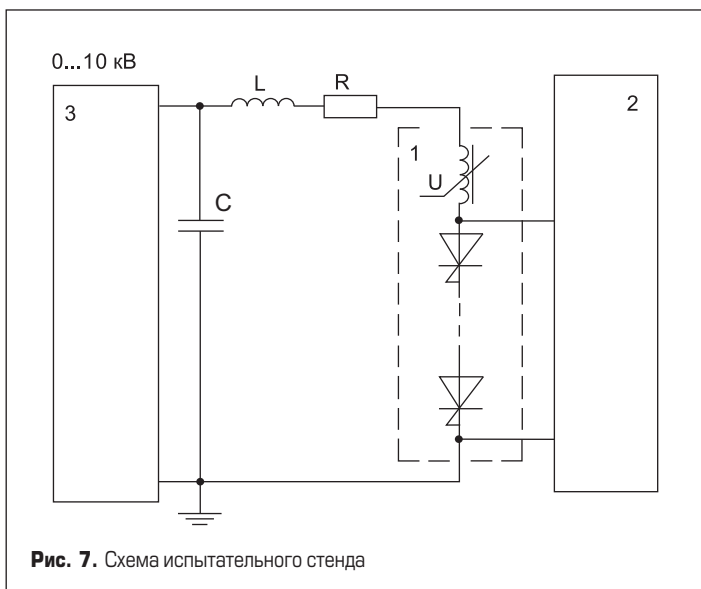 0...10 кВ
3
L
R
2
1
U
C
Рис. 7. Схема испытательного стенда